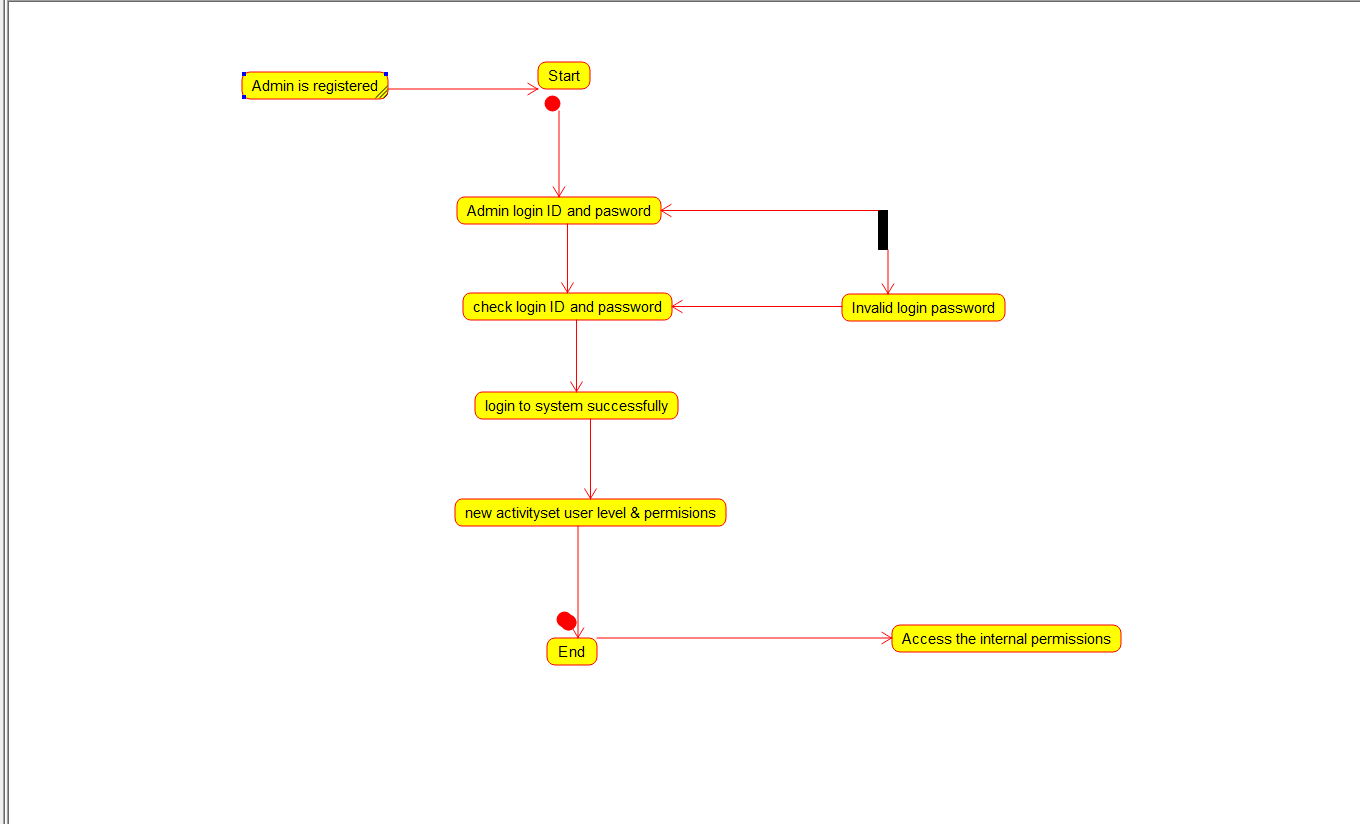 Admin is registered
Start
Admin login ID and pasword
check login ID and password
Invalid login password
login to system successfully
new activityset user level & permisions
End
Access the internal permissions